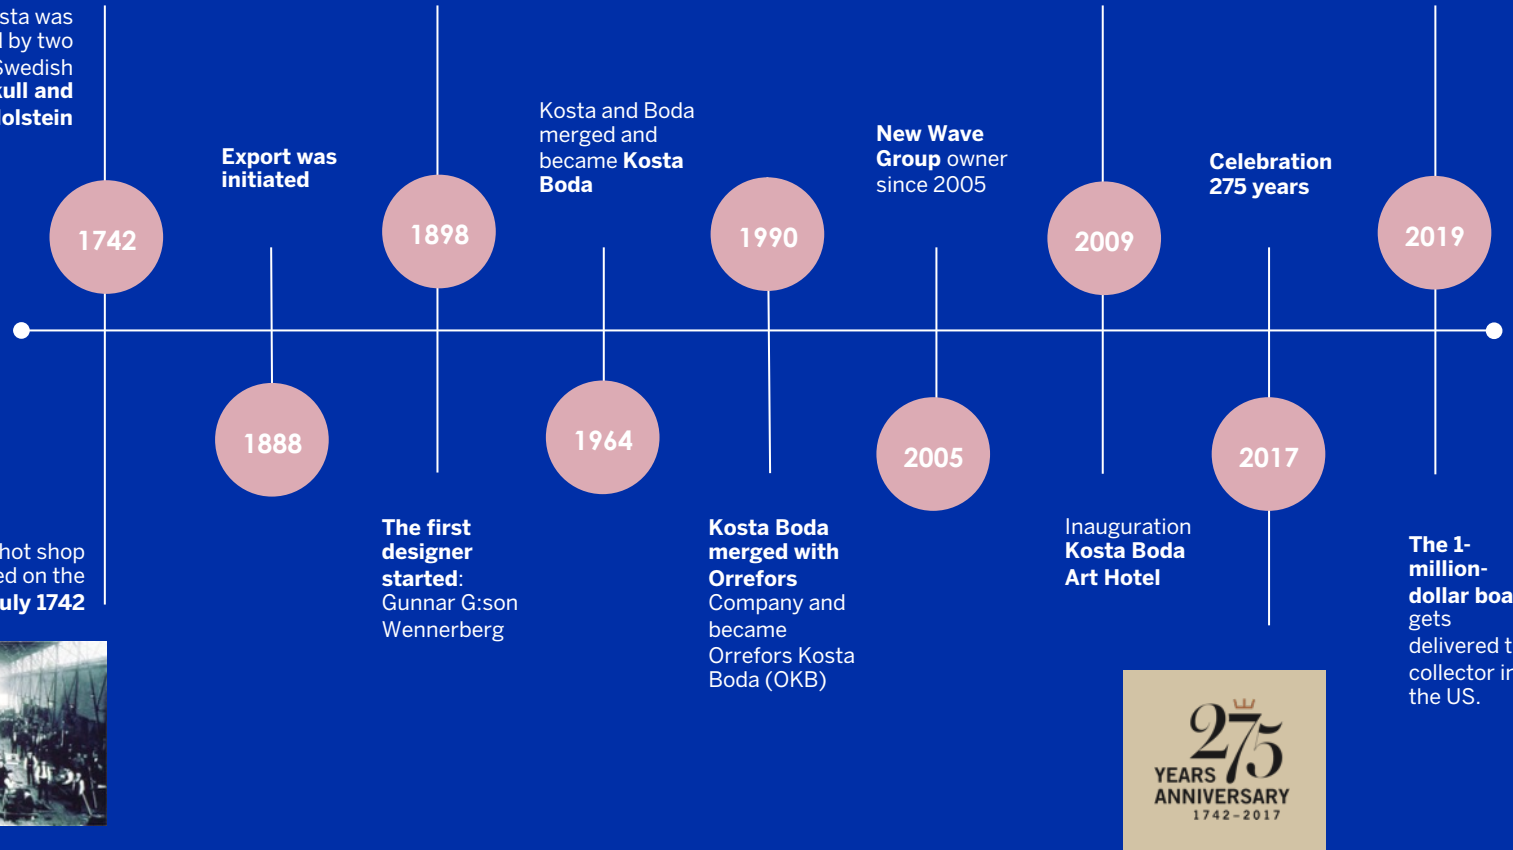 sta was
by two
Swedish
and
olstein
1742
hot shop
ed on the
uly 1742
Export was
initiated
1888
1898
The first
designer
started:
Gunnar G:son
Wennerberg
Kosta and Boda
merged and
became Kosta
Boda
1964
1990
Kosta Boda
merged with
Orrefors
Company and
became
Orrefors Kosta
Boda (OKB)
New Wave
Group owner
since 2005
2005
2009
Inauguration
Kosta Boda
Art Hotel
Celebration
275 years
2017
275
YEARS
ANNIVERSARY
1742-2017
2019
The 1-
million-
dollar boa
gets
delivered t
collector in
the US.